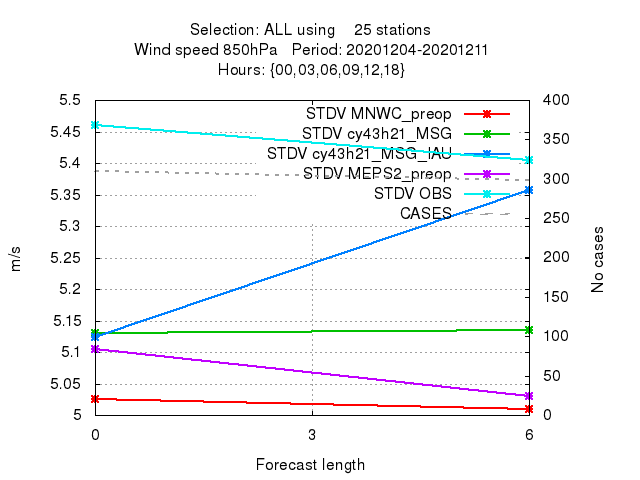 Selection: ALL using 25 stations
Wind speed 850hPa Period: 20201204-20201211
Hours: {00,03,06,09,12,18}
5.5
5.45
5.4
5.35
5.3
5.25
5.2
5.15
5.1
5.05
5
400
350
300
250
200
150
100
50
0
STDV MNWC_preop
STDV cy43h21_MSG
STDV cy43h21_MSG_IAU
STDV MEPS2_preop
STDV OBS
CASES
m/s
No cases
0 3 6
Forecast length